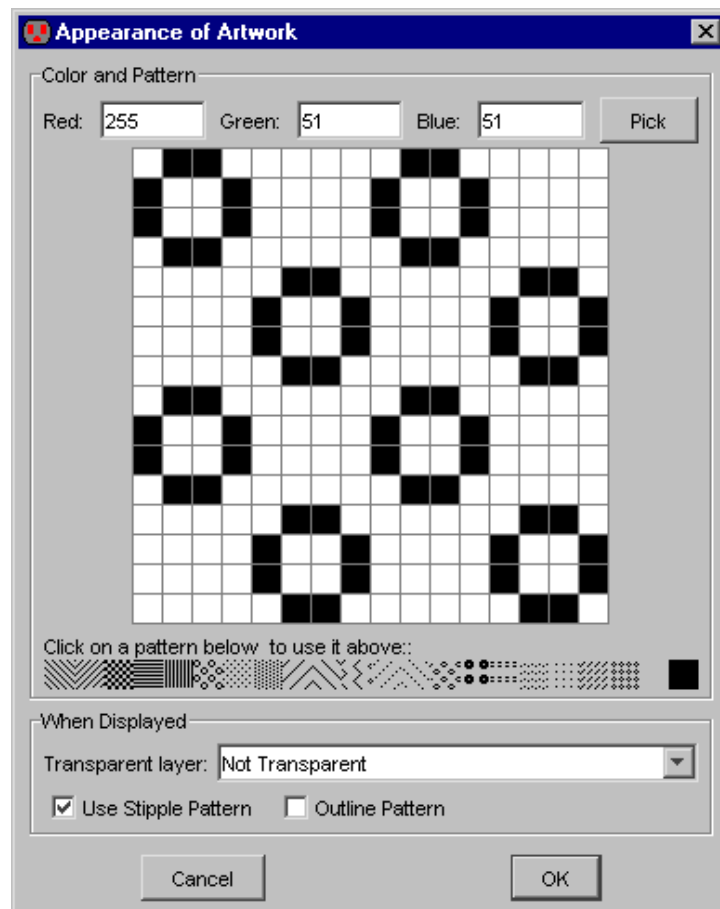 Appearance of Artwork
Color and Pattern
Red: 255 Green: 51 Blue: 51 Pick
Click on a pattern below to use it above::
When Displayed
Transparent layer: Not Transparent
Use Stipple Pattern Outline Pattern
Cancel OK